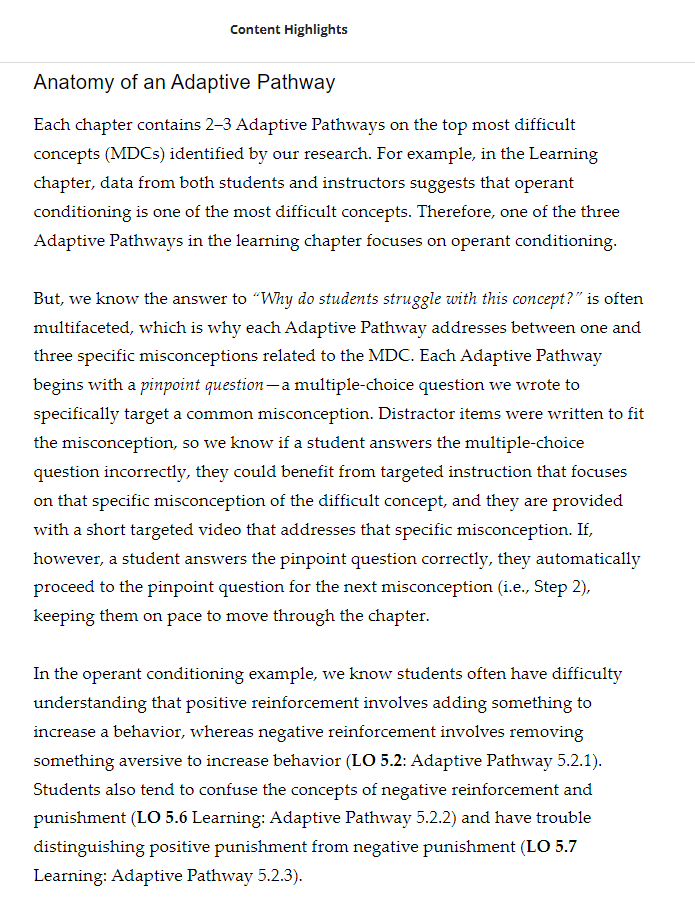 Content Highlights
Anatomy of an Adaptive Pathway
Each chapter contains 2–3 Adaptive Pathways on the top most difficult
concepts (MDCs) identified by our research. For example, in the Learning
chapter, data from both students and instructors suggests that operant
conditioning is one of the most difficult concepts. Therefore, one of the three
Adaptive Pathways in the learning chapter focuses on operant conditioning.
But, we know the answer to “Why do students struggle with this concept?” is often
multifaceted, which is why each Adaptive Pathway addresses between one and
three specific misconceptions related to the MDC. Each Adaptive Pathway
begins with a pinpoint question—a multiple-choice question we wrote to
specifically target a common misconception. Distractor items were written to fit
the misconception, so we know if a student answers the multiple-choice
question incorrectly, they could benefit from targeted instruction that focuses
on that specific misconception of the difficult concept, and they are provided
with a short targeted video that addresses that specific misconception. If,
however, a student answers the pinpoint question correctly, they automatically
proceed to the pinpoint question for the next misconception (i.e., Step 2),
keeping them on pace to move through the chapter.
In the operant conditioning example, we know students often have difficulty
understanding that positive reinforcement involves adding something to
increase a behavior, whereas negative reinforcement involves removing
something aversive to increase behavior (LO 5.2: Adaptive Pathway 5.2.1).
Students also tend to confuse the concepts of negative reinforcement and
punishment (LO 5.6 Learning: Adaptive Pathway 5.2.2) and have trouble
distinguishing positive punishment from negative punishment (LO 5.7
Learning: Adaptive Pathway 5.2.3).